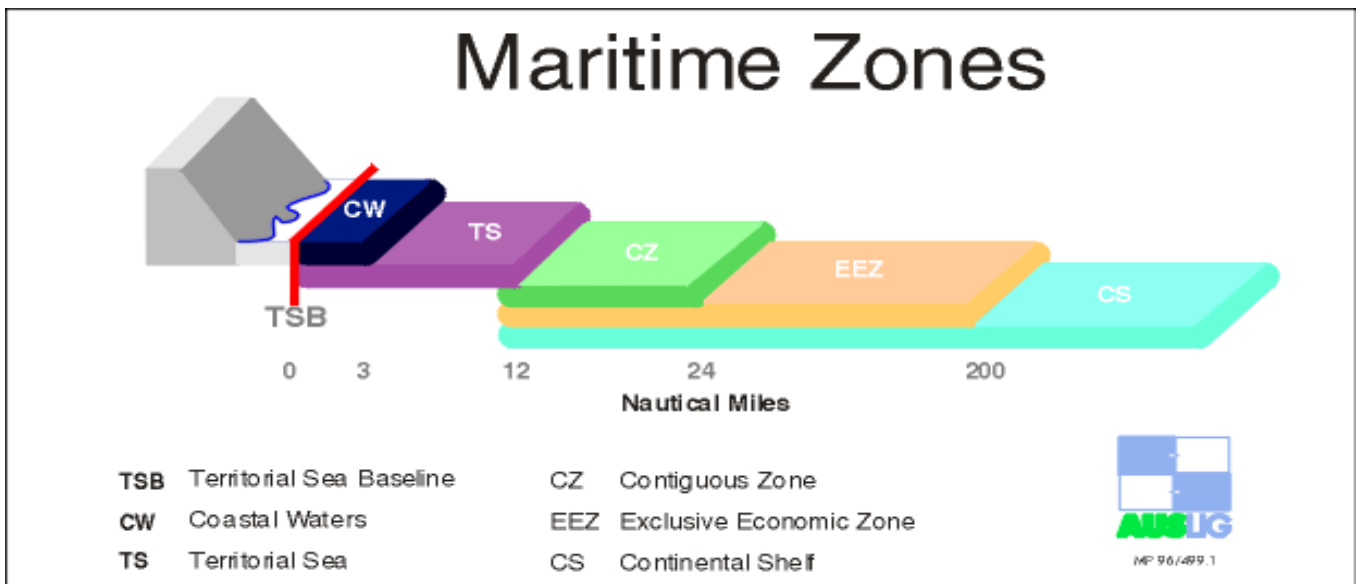 Maritime Zones
CW
TS
CZ
EEZ
CS
TSB
0 3 12 24 200
Nautical Miles
TSB Territorial Sea Baseline
CW Coastal Waters
TS Territorial Sea
CZ Contiguous Zone
EEZ Exclusive Economic Zone
CS Continental Shelf
AUSLIG
MP 96/499.1